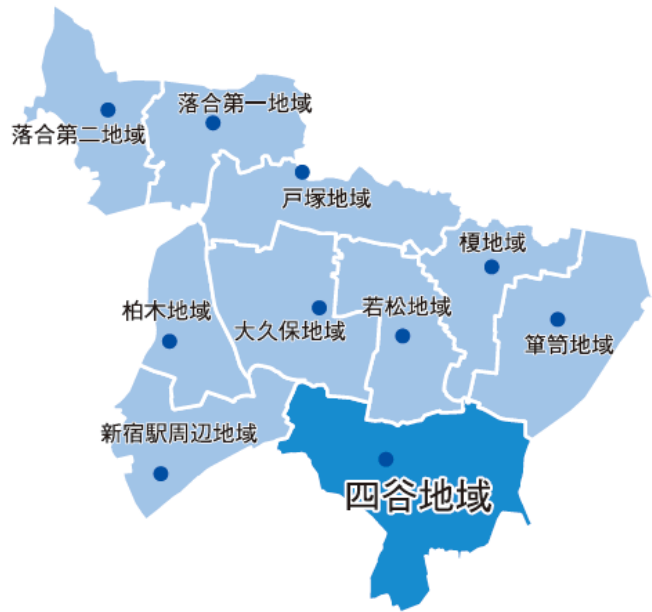 落合第一地域
落合第二地域
戸塚地域
榎地域
柏木地域
大久保地域
若松地域
箪笥地域
新宿駅周辺地域
四谷地域